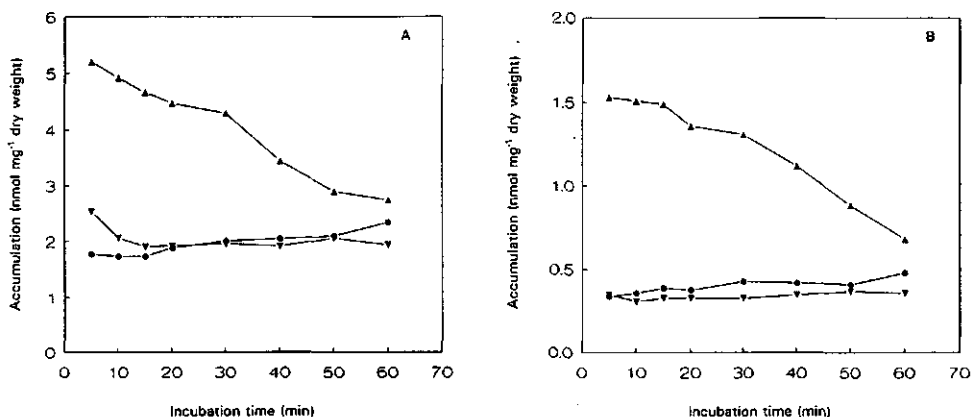 A
6
5
4
3
2
1
0
Accumulation (nmol mg⁻¹ dry weight)
0 10 20 30 40 50 60 70
Incubation time (min)
B
2.0
1.5
1.0
0.5
0.0
Accumulation (nmol mg⁻¹ dry weight)
0 10 20 30 40 50 60 70
Incubation time (min)